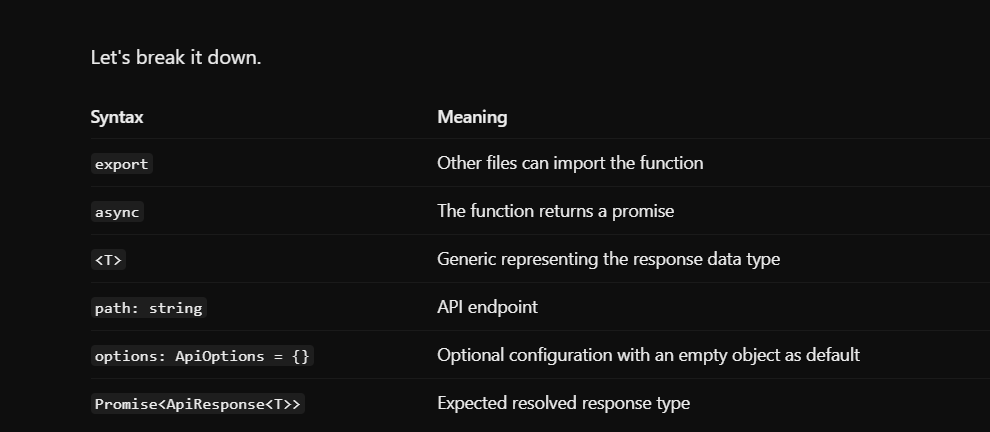 Let's break it down.
Syntax Meaning
export Other files can import the function
async The function returns a promise
<T> Generic representing the response data type
path: string API endpoint
options: ApiOptions = {} Optional configuration with an empty object as default
Promise<ApiResponse<T>> Expected resolved response type